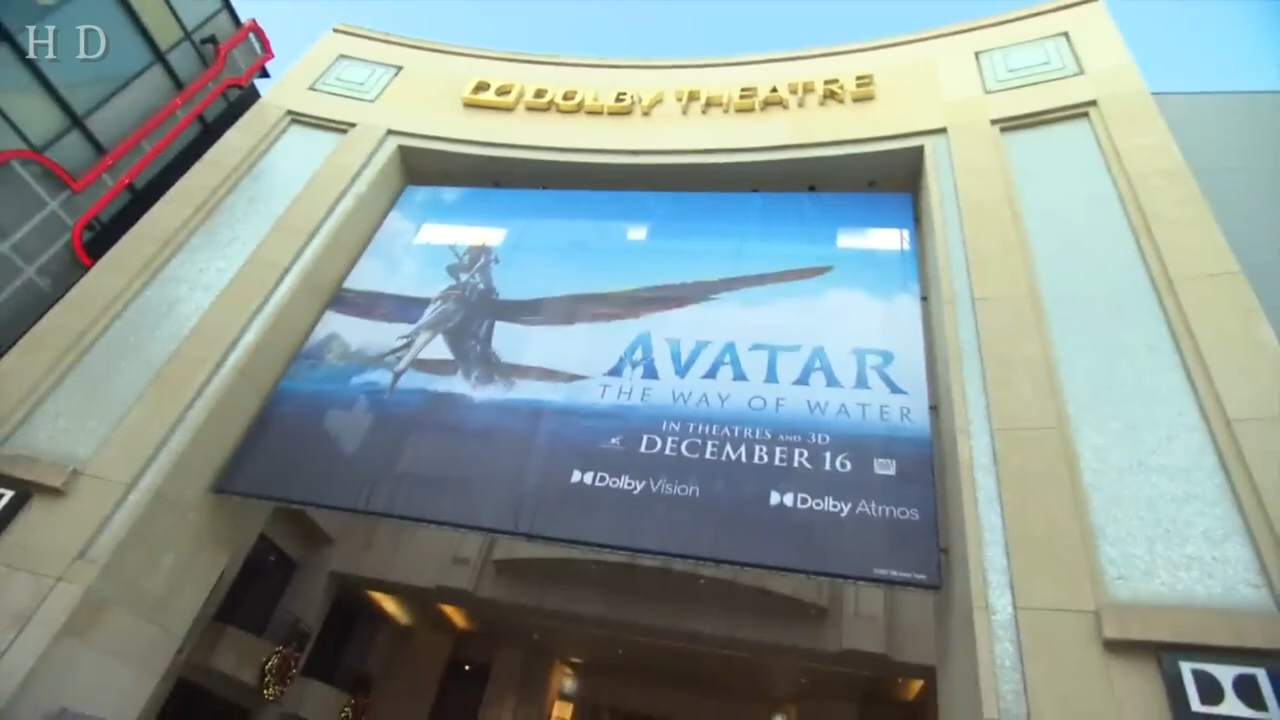 HD
DOLBY THEATRE
AVATAR
THE WAY OF WATER
IN THEATRES AND 3D
DECEMBER 16
Dolby Vision
Dolby Atmos